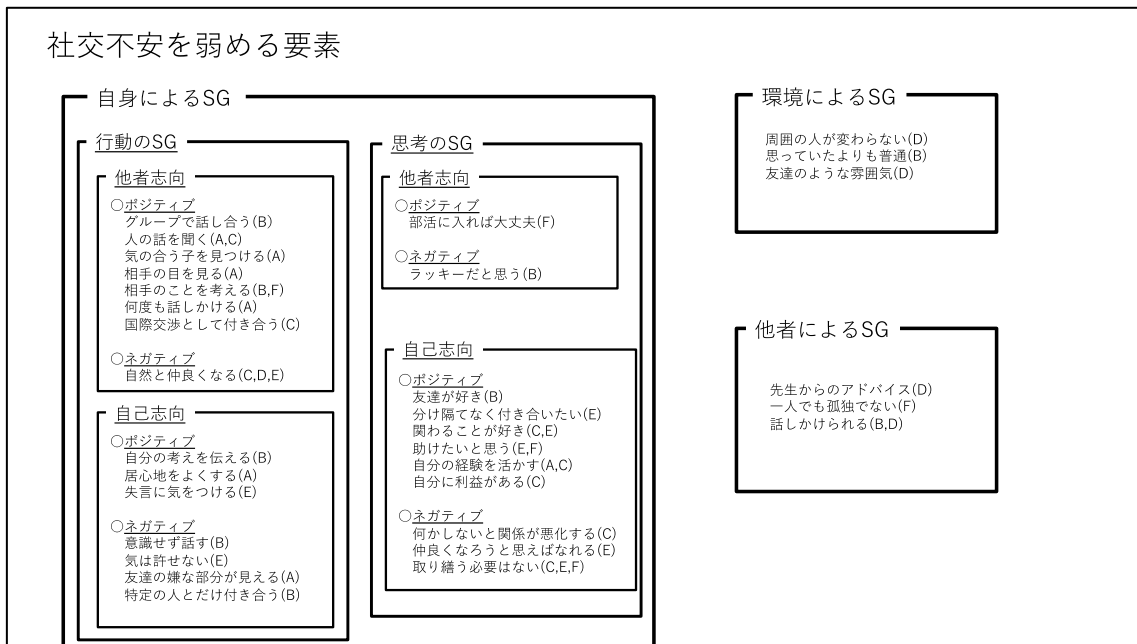 社交不安を弱める要素
自身によるSG
行動のSG
他者志向
○ポジティブ
グループで話し合う(B)
人の話を聞く(A,C)
気の合う子を見つける(A)
相手の目を見る(A)
相手のことを考える(B,F)
何度も話しかける(A)
国際交渉として付き合う(C)
○ネガティブ
自然と仲良くなる(C,D,E)
自己志向
○ポジティブ
自分の考えを伝える(B)
居心地をよくする(A)
失言に気をつける(E)
○ネガティブ
意識せず話す(B)
気は許せない(E)
友達の嫌な部分が見える(A)
特定の人とだけ付き合う(B)
思考のSG
他者志向
○ポジティブ
部活に入れば大丈夫(F)
○ネガティブ
ラッキーだと思う(B)
自己志向
○ポジティブ
友達が好き(B)
分け隔てなく付き合いたい(E)
関わることが好き(C,E)
助けたいと思う(E,F)
自分の経験を活かす(A,C)
自分に利益がある(C)
○ネガティブ
何かしないと関係が悪化する(C)
仲良くなろうと思えばなれる(E)
取り繕う必要はない(C,E,F)
環境によるSG
周囲の人が変わらない(D)
思っていたよりも普通(B)
友達のような雰囲気(D)
他者によるSG
先生からのアドバイス(D)
一人でも孤独でない(F)
話しかけられる(B,D)